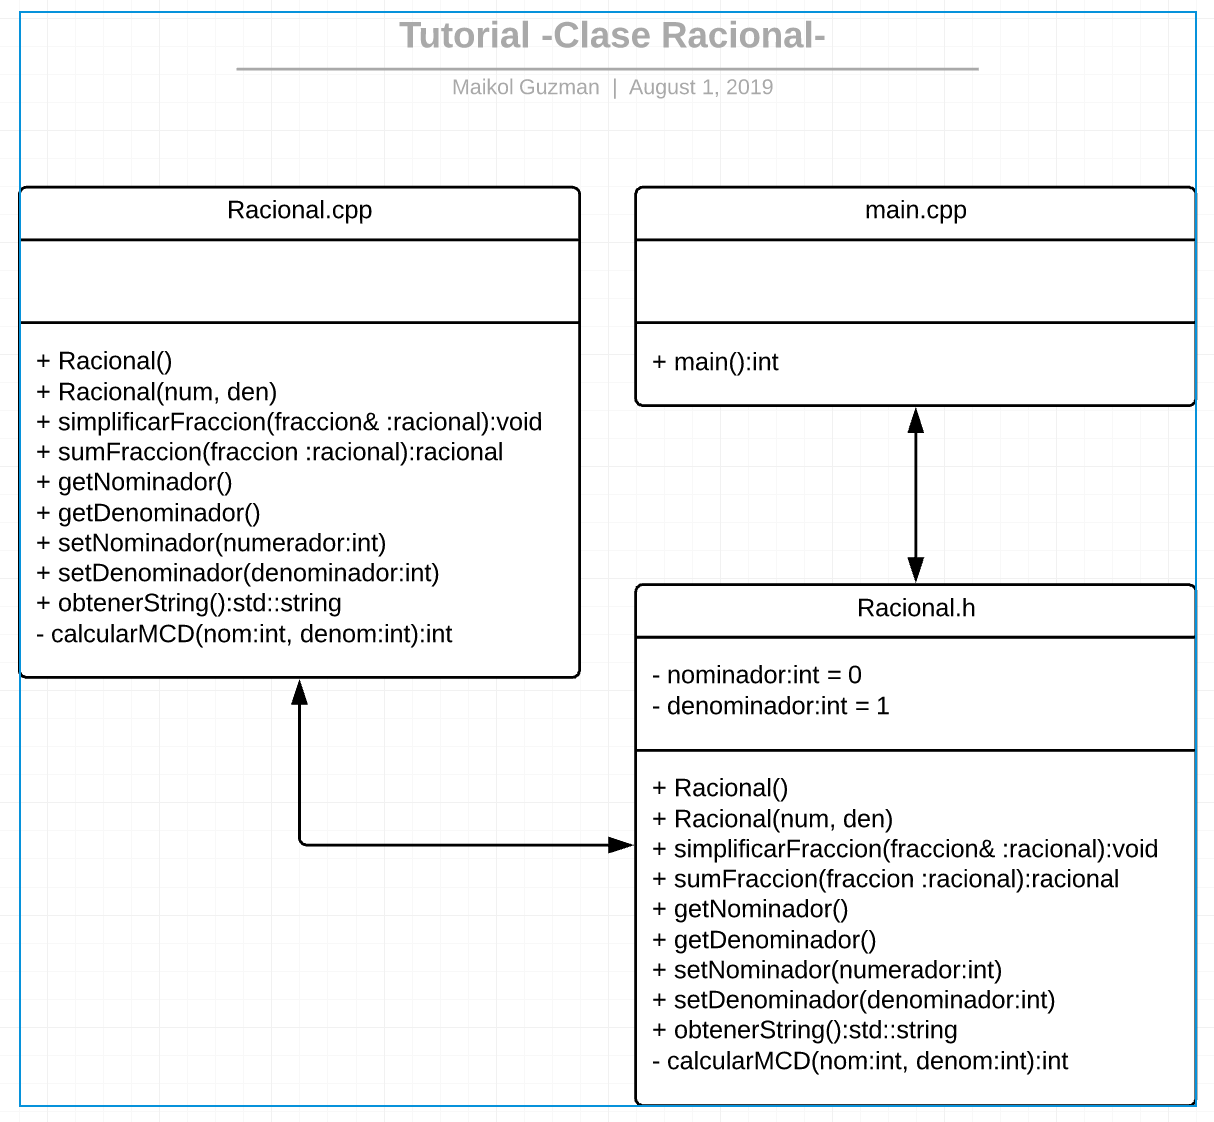 Tutorial -Clase Racional-
Maikol Guzman | August 1, 2019
Racional.cpp
+ Racional()
+ Racional(num, den)
+ simplificarFraccion(fraccion& :racional):void
+ sumFraccion(fraccion :racional):racional
+ getNominador()
+ getDenominador()
+ setNominador(numerador:int)
+ setDenominador(denominador:int)
+ obtenerString():std::string
- calcularMCD(nom:int, denom:int):int
main.cpp
+ main():int
Racional.h
- nominador:int = 0
- denominador:int = 1
+ Racional()
+ Racional(num, den)
+ simplificarFraccion(fraccion& :racional):void
+ sumFraccion(fraccion :racional):racional
+ getNominador()
+ getDenominador()
+ setNominador(numerador:int)
+ setDenominador(denominador:int)
+ obtenerString():std::string
- calcularMCD(nom:int, denom:int):int